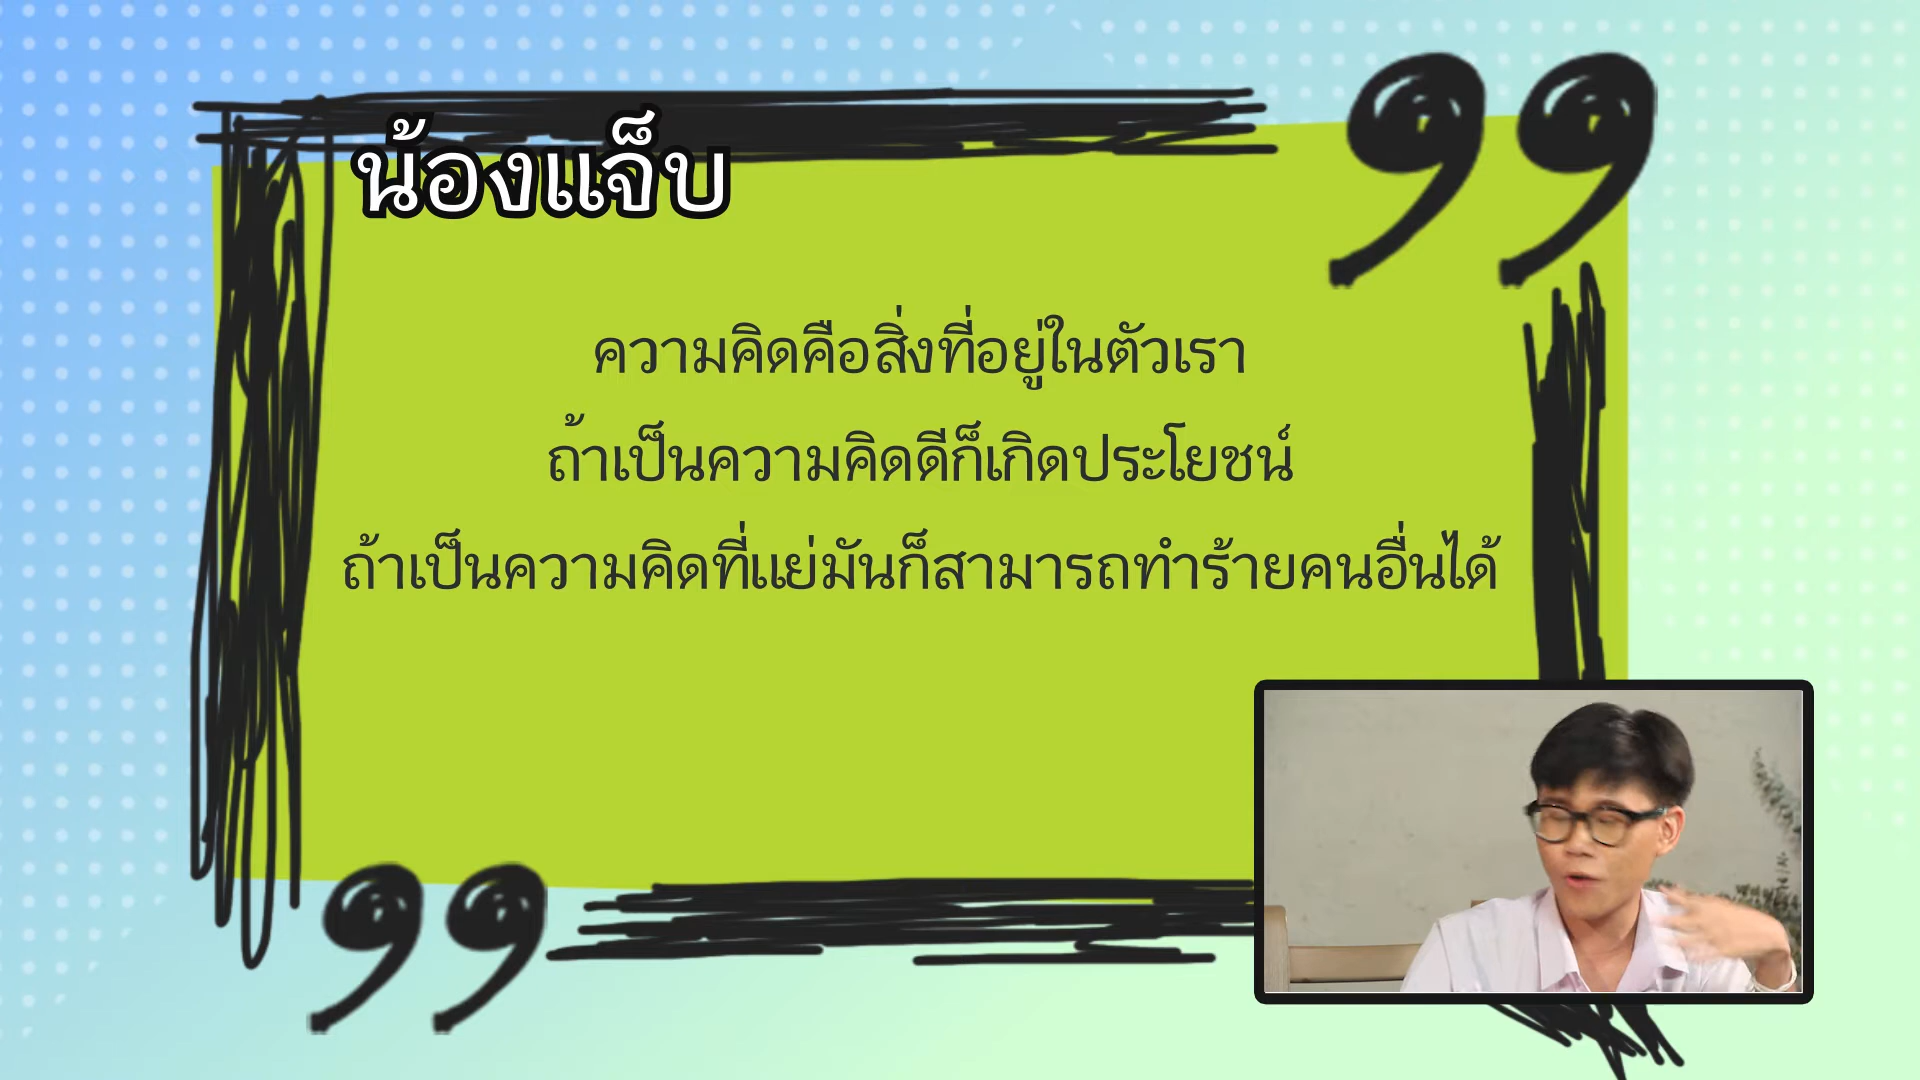 น้องแจ็บ
ความคิดคือสิ่งที่อยู่ในตัวเรา
ถ้าเป็นความคิดดีก็เกิดประโยชน์
ถ้าเป็นความคิดที่แย่มันก็สามารถทำร้ายคนอื่นได้